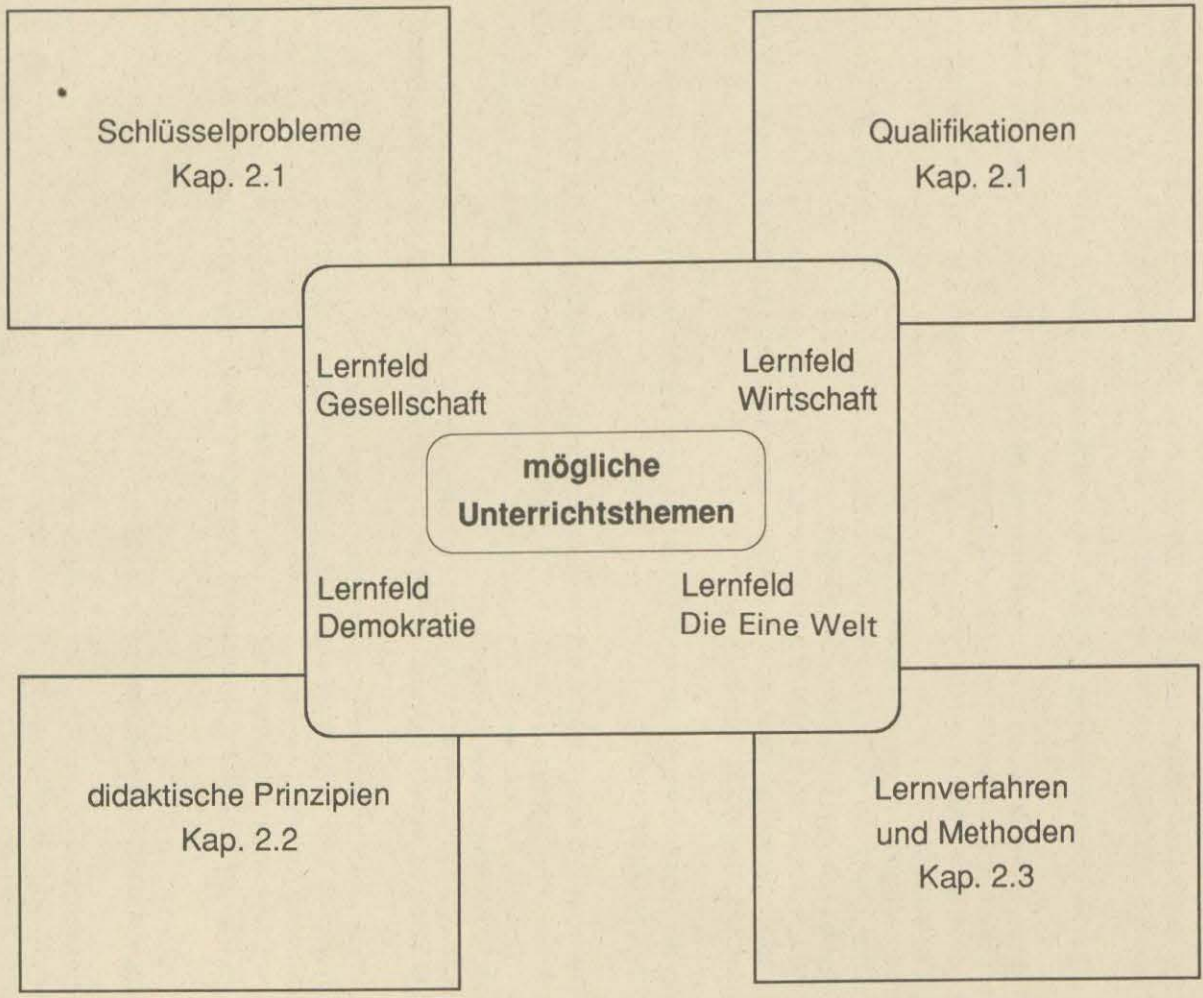 Schlüsselprobleme
Kap. 2.1
Qualifikationen
Kap. 2.1
Lernfeld
Gesellschaft
Lernfeld
Wirtschaft
mögliche
Unterrichtsthemen
Lernfeld
Demokratie
Lernfeld
Die Eine Welt
didaktische Prinzipien
Kap. 2.2
Lernverfahren
und Methoden
Kap. 2.3